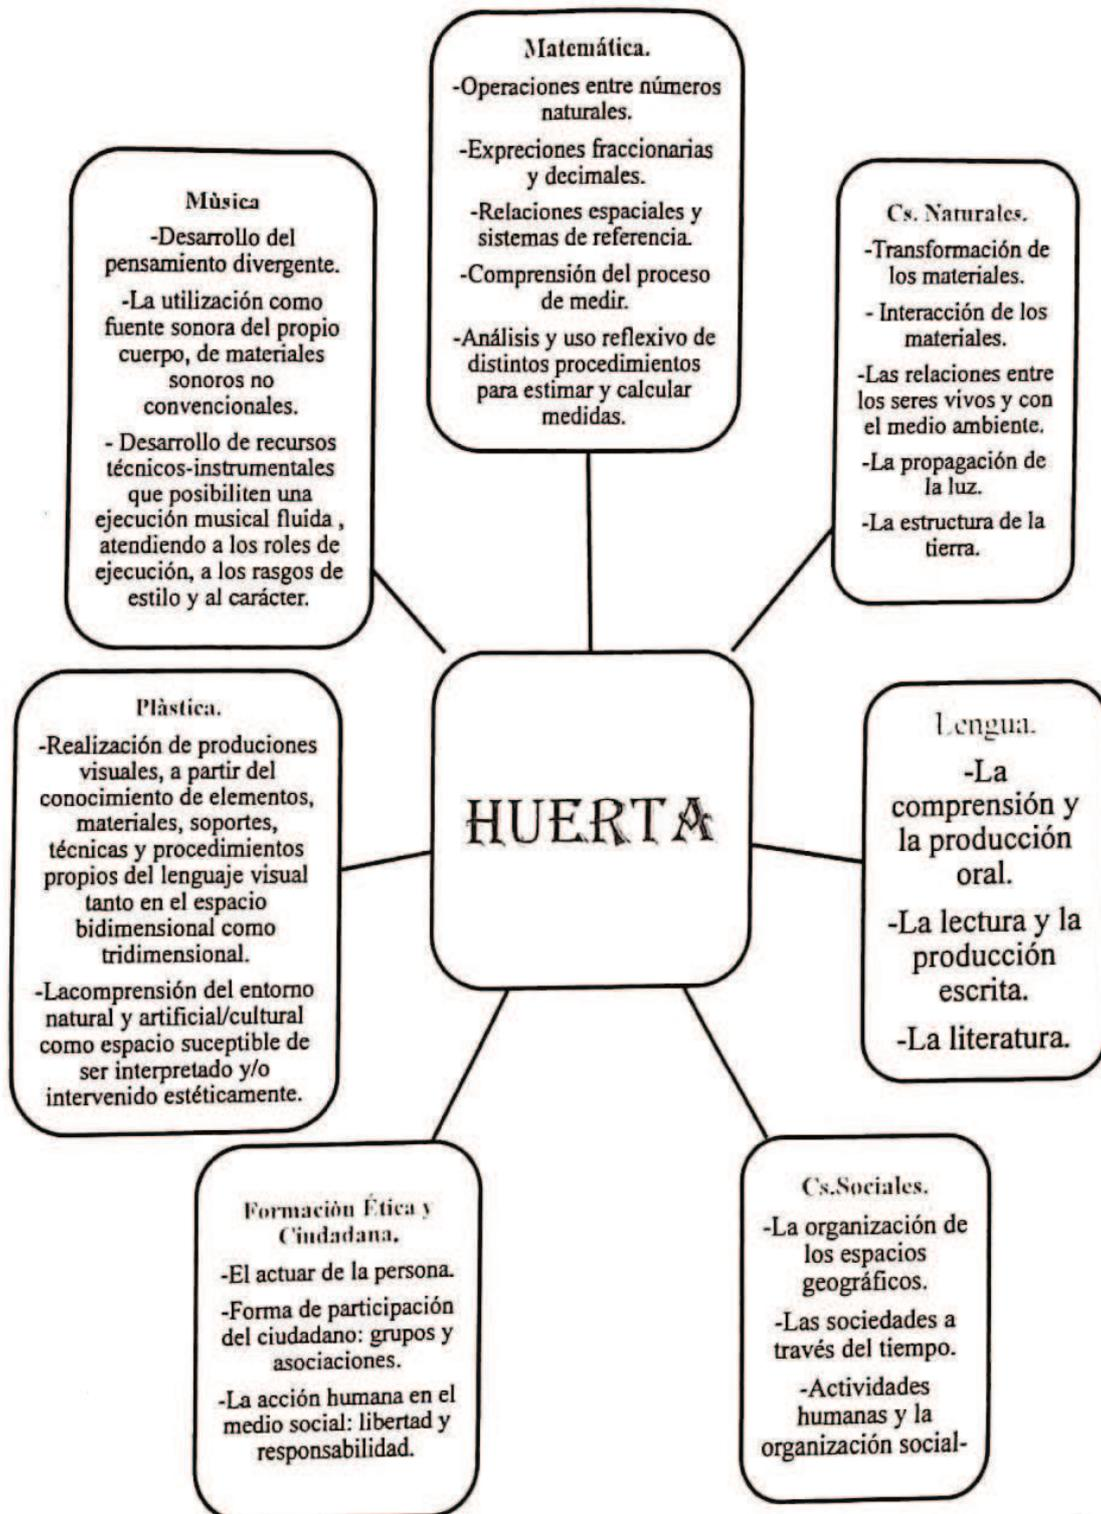 Matemática.
-Operaciones entre números
naturales.
-Expreciones fraccionarias
y decimales.
-Relaciones espaciales y
sistemas de referencia.
-Comprensión del proceso
de medir.
-Análisis y uso reflexivo de
distintos procedimientos
para estimar y calcular
medidas.
Mùsica
-Desarrollo del
pensamiento divergente.
-La utilización como
fuente sonora del propio
cuerpo, de materiales
sonoros no
convencionales.
- Desarrollo de recursos
técnicos-instrumentales
que posibiliten una
ejecución musical fluida ,
atendiendo a los roles de
ejecución, a los rasgos de
estilo y al carácter.
Cs. Naturales.
-Transformación de
los materiales.
- Interacción de los
materiales.
-Las relaciones entre
los seres vivos y con
el medio ambiente.
-La propagación de
la luz.
-La estructura de la
tierra.
Plàstica.
-Realización de produciones
visuales, a partir del
conocimiento de elementos,
materiales, soportes,
técnicas y procedimientos
propios del lenguaje visual
tanto en el espacio
bidimensional como
tridimensional.
-Lacomprensión del entorno
natural y artificial/cultural
como espacio suceptible de
ser interpretado y/o
intervenido estéticamente.
HUERTA
Lengua.
-La
comprensión y
la producción
oral.
-La lectura y la
producción
escrita.
-La literatura.
Formaciòn Ética y
Ciudadana.
-El actuar de la persona.
-Forma de participación
del ciudadano: grupos y
asociaciones.
-La acción humana en el
medio social: libertad y
responsabilidad.
Cs.Sociales.
-La organización de
los espacios
geográficos.
-Las sociedades a
través del tiempo.
-Actividades
humanas y la
organización social-